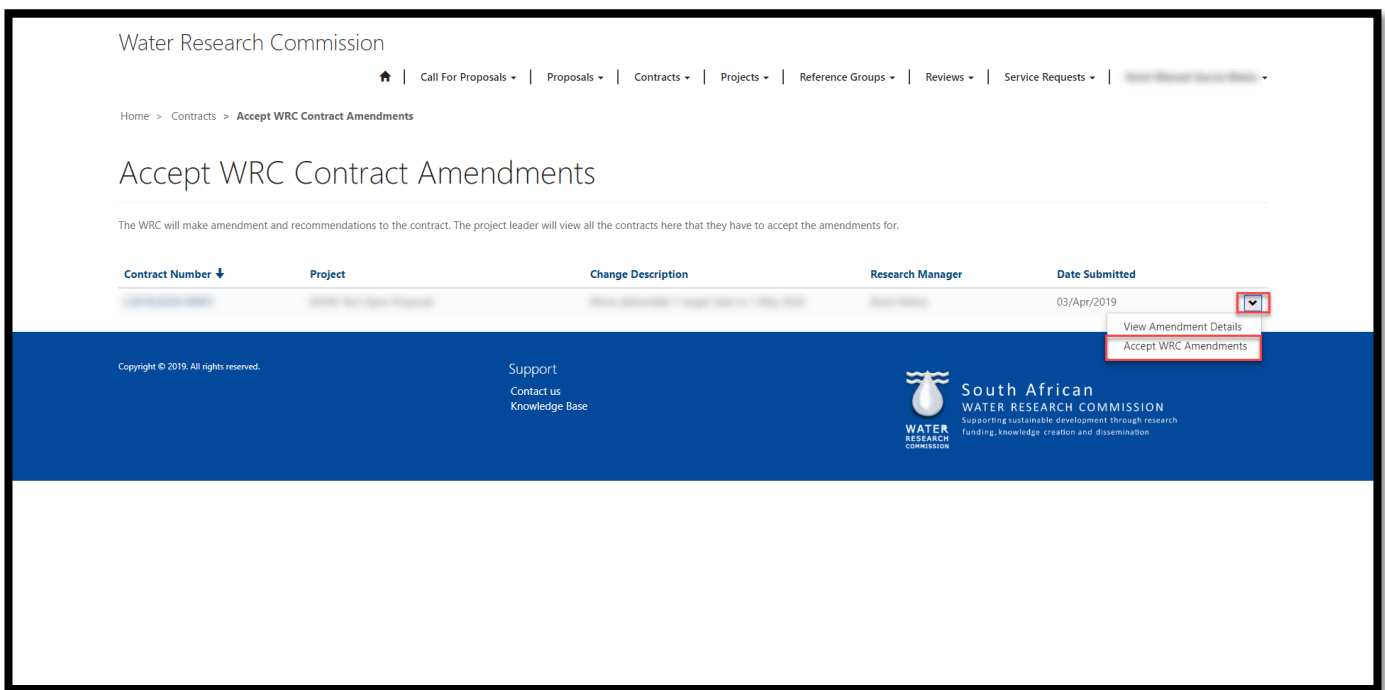 Water Research Commission
Call For Proposals | Proposals | Contracts | Projects | Reference Groups | Reviews | Service Requests |
Home > Contracts > Accept WRC Contract Amendments
Accept WRC Contract Amendments
The WRC will make amendment and recommendations to the contract. The project leader will view all the contracts here that they have to accept the amendments for.
Contract Number Project Change Description Research Manager Date Submitted
03/Apr/2019
View Amendment Details
Accept WRC Amendments
Copyright © 2019. All rights reserved.
Support
Contact us
Knowledge Base
WATER
RESEARCH
COMMISSION
South African
WATER RESEARCH COMMISSION
Supporting sustainable development through research
funding, knowledge creation and dissemination